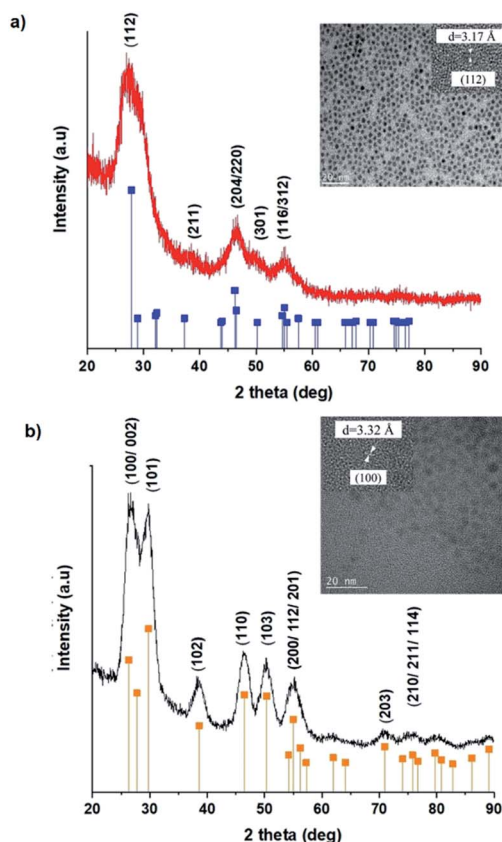 a)
(112)
d=3.17 Å
(112)
20 nm
(211)
(204/220)
(301)
(116/312)
Intensity (a.u)
20 30 40 50 60 70 80 90
2 theta (deg)
b)
(100/ 002)
(101)
d=3.32 Å
(100)
20 nm
(102)
(110)
(103)
(200/ 112/ 201)
(203)
(210/ 211/ 114)
Intensity (a.u)
20 30 40 50 60 70 80 90
2 theta (deg)